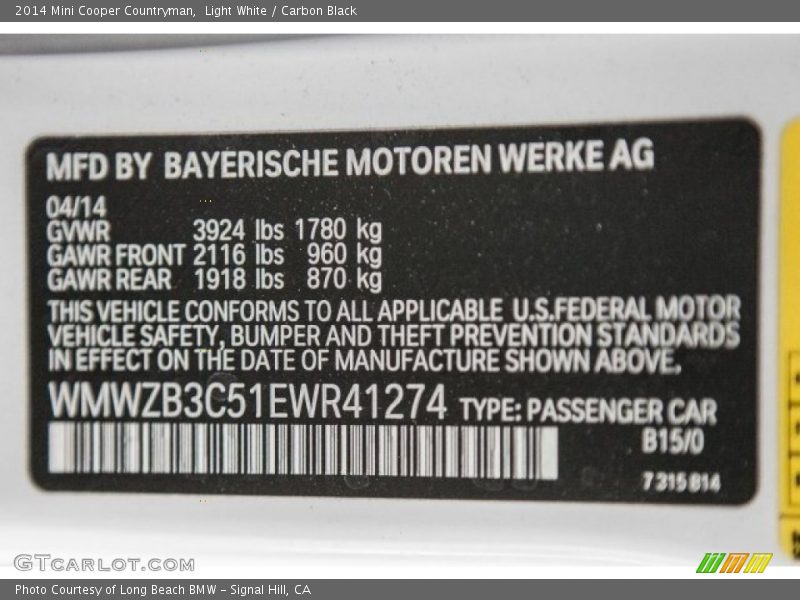 2014 Mini Cooper Countryman, Light White / Carbon Black
MFD BY BAYERISCHE MOTOREN WERKE AG
04/14
GVWR 3924 lbs 1780 kg
GAWR FRONT 2116 lbs 960 kg
GAWR REAR 1918 lbs 870 kg
THIS VEHICLE CONFORMS TO ALL APPLICABLE U.S.FEDERAL MOTOR
VEHICLE SAFETY, BUMPER AND THEFT PREVENTION STANDARDS
IN EFFECT ON THE DATE OF MANUFACTURE SHOWN ABOVE.
WMWZB3C51EWR41274 TYPE: PASSENGER CAR
B15/0
7 315 814
GTCARLOT.COM
Photo Courtesy of Long Beach BMW - Signal Hill, CA